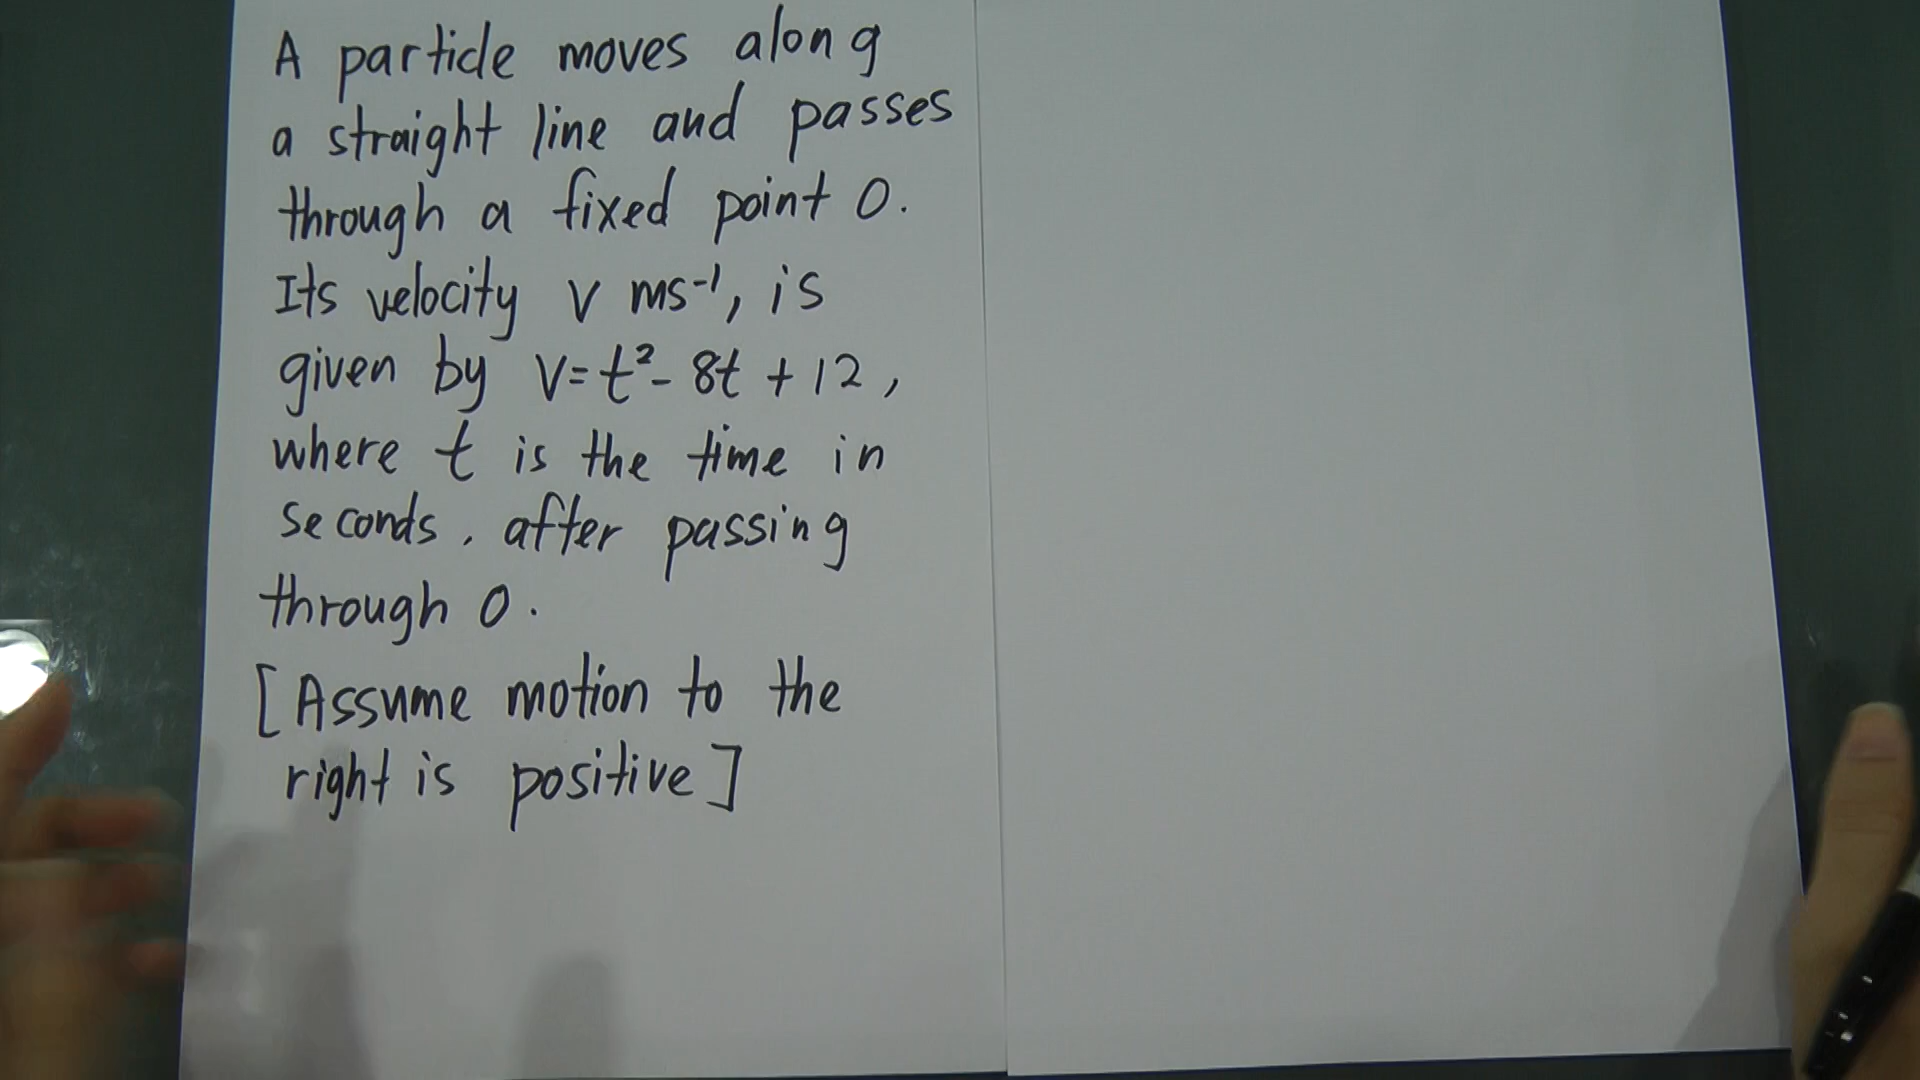 A particle moves along
a straight line and passes
through a fixed point O.
Its velocity v ms⁻¹, is
given by v=t²-8t+12,
where t is the time in
seconds, after passing
through O.
[Assume motion to the
right is positive]